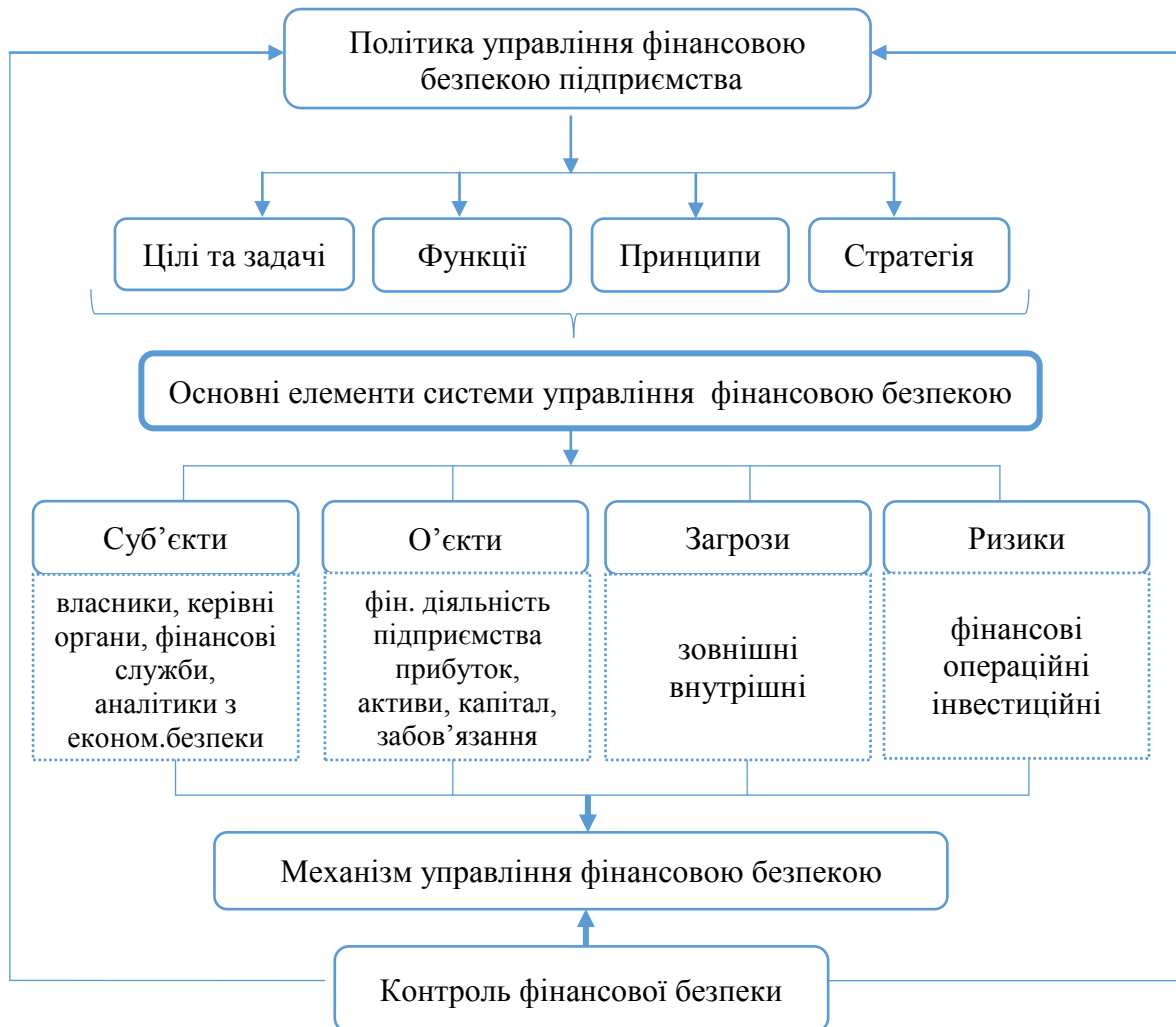 Політика управління фінансовою
безпекою підприємства
Цілі та задачі
Функції
Принципи
Стратегія
Основні елементи системи управління  фінансовою безпекою
Суб’єкти
О’єкти
Загрози
Ризики
власники, керівні
органи, фінансові
служби,
аналітики з
економ.безпеки
фін. діяльність
підприємства
прибуток,
активи, капітал,
забов’язання
зовнішні
внутрішні
фінансові
операційні
інвестиційні
Механізм управління фінансовою безпекою
Контроль фінансової безпеки